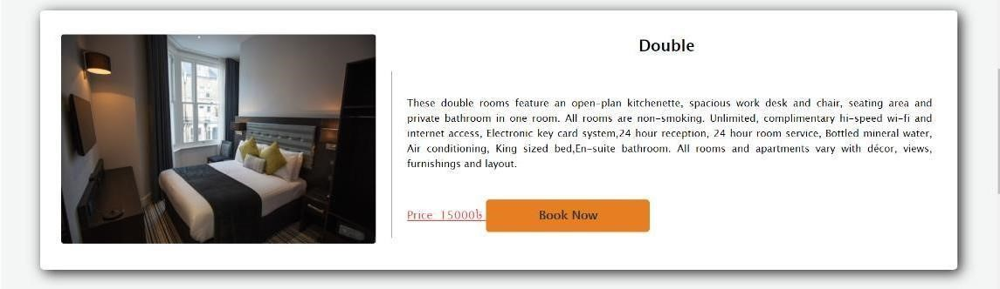 Double
These double rooms feature an open-plan kitchenette, spacious work desk and chair, seating area and
private bathroom in one room. All rooms are non-smoking. Unlimited, complimentary hi-speed wi-fi and
internet access, Electronic key card system,24 hour reception, 24 hour room service, Bottled mineral water,
Air conditioning, King sized bed,En-suite bathroom. All rooms and apartments vary with décor, views,
furnishings and layout.
Price 15000৳ Book Now